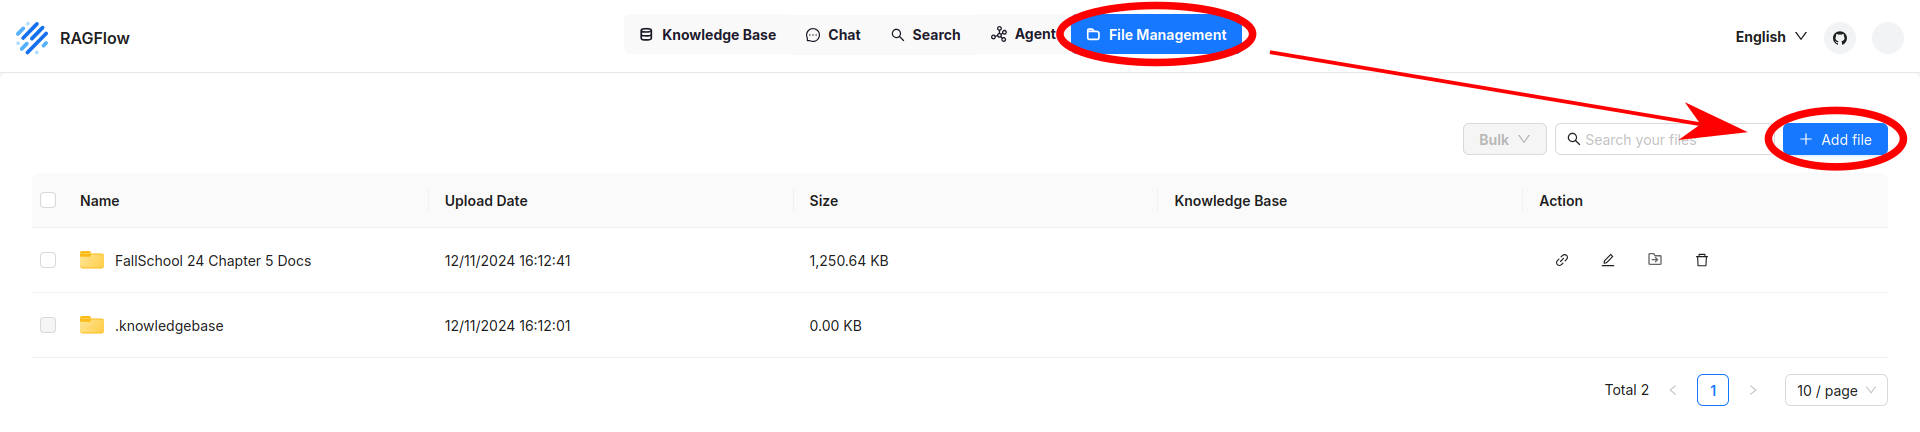 RAGFlow
Knowledge Base Chat Search Agent File Management
English
Bulk Search your files + Add file
Name Upload Date Size Knowledge Base Action
FallSchool 24 Chapter 5 Docs 12/11/2024 16:12:41 1,250.64 KB
.knowledgebase 12/11/2024 16:12:01 0.00 KB
Total 2 < 1 > 10 / page